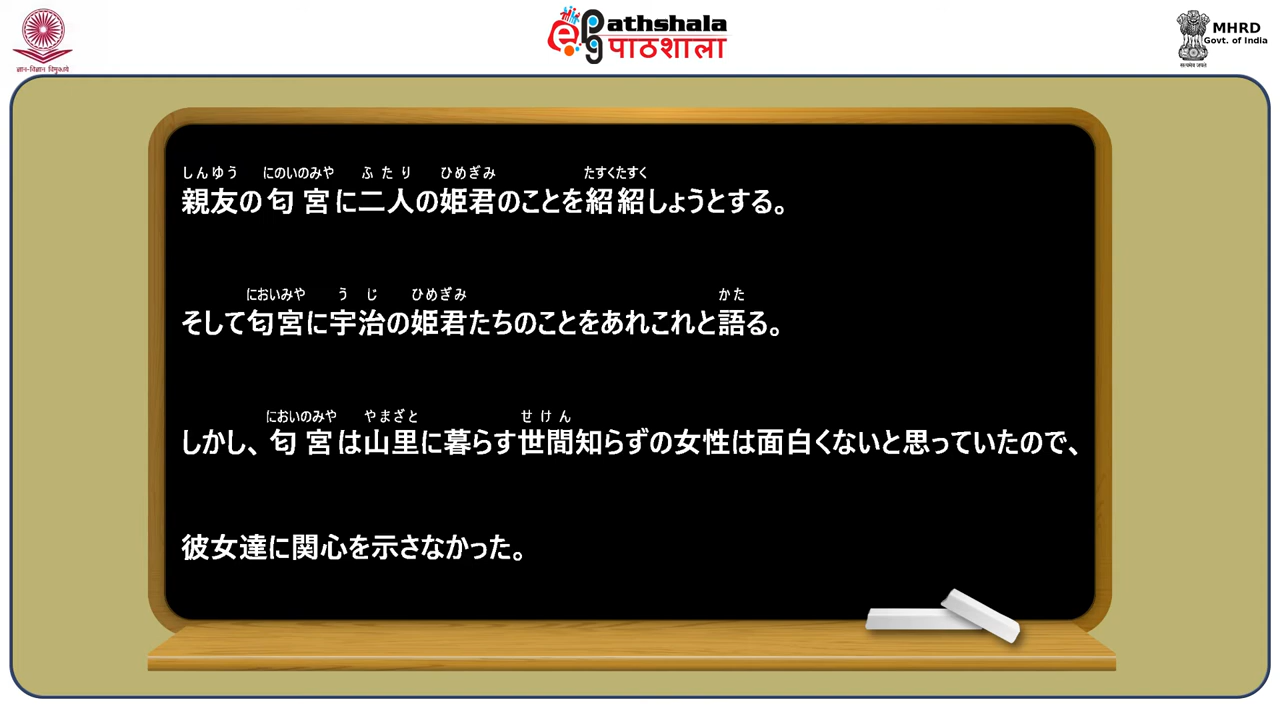 ज्ञान-विज्ञान विमुक्तये
ePathshala
पाठशाला
MHRD
Govt. of India
सत्यमेव जयते
しんゆう にのいのみや ふたり ひめぎみ たすくたすく
親友の匂宮に二人の姫君のことを紹紹しょうとする。
においみや うじ ひめぎみ かた
そして匂宮に宇治の姫君たちのことをあれこれと語る。
においのみや やまざと せけん
しかし、匂宮は山里に暮らす世間知らずの女性は面白くないと思っていたので、
彼女達に関心を示さなかった。